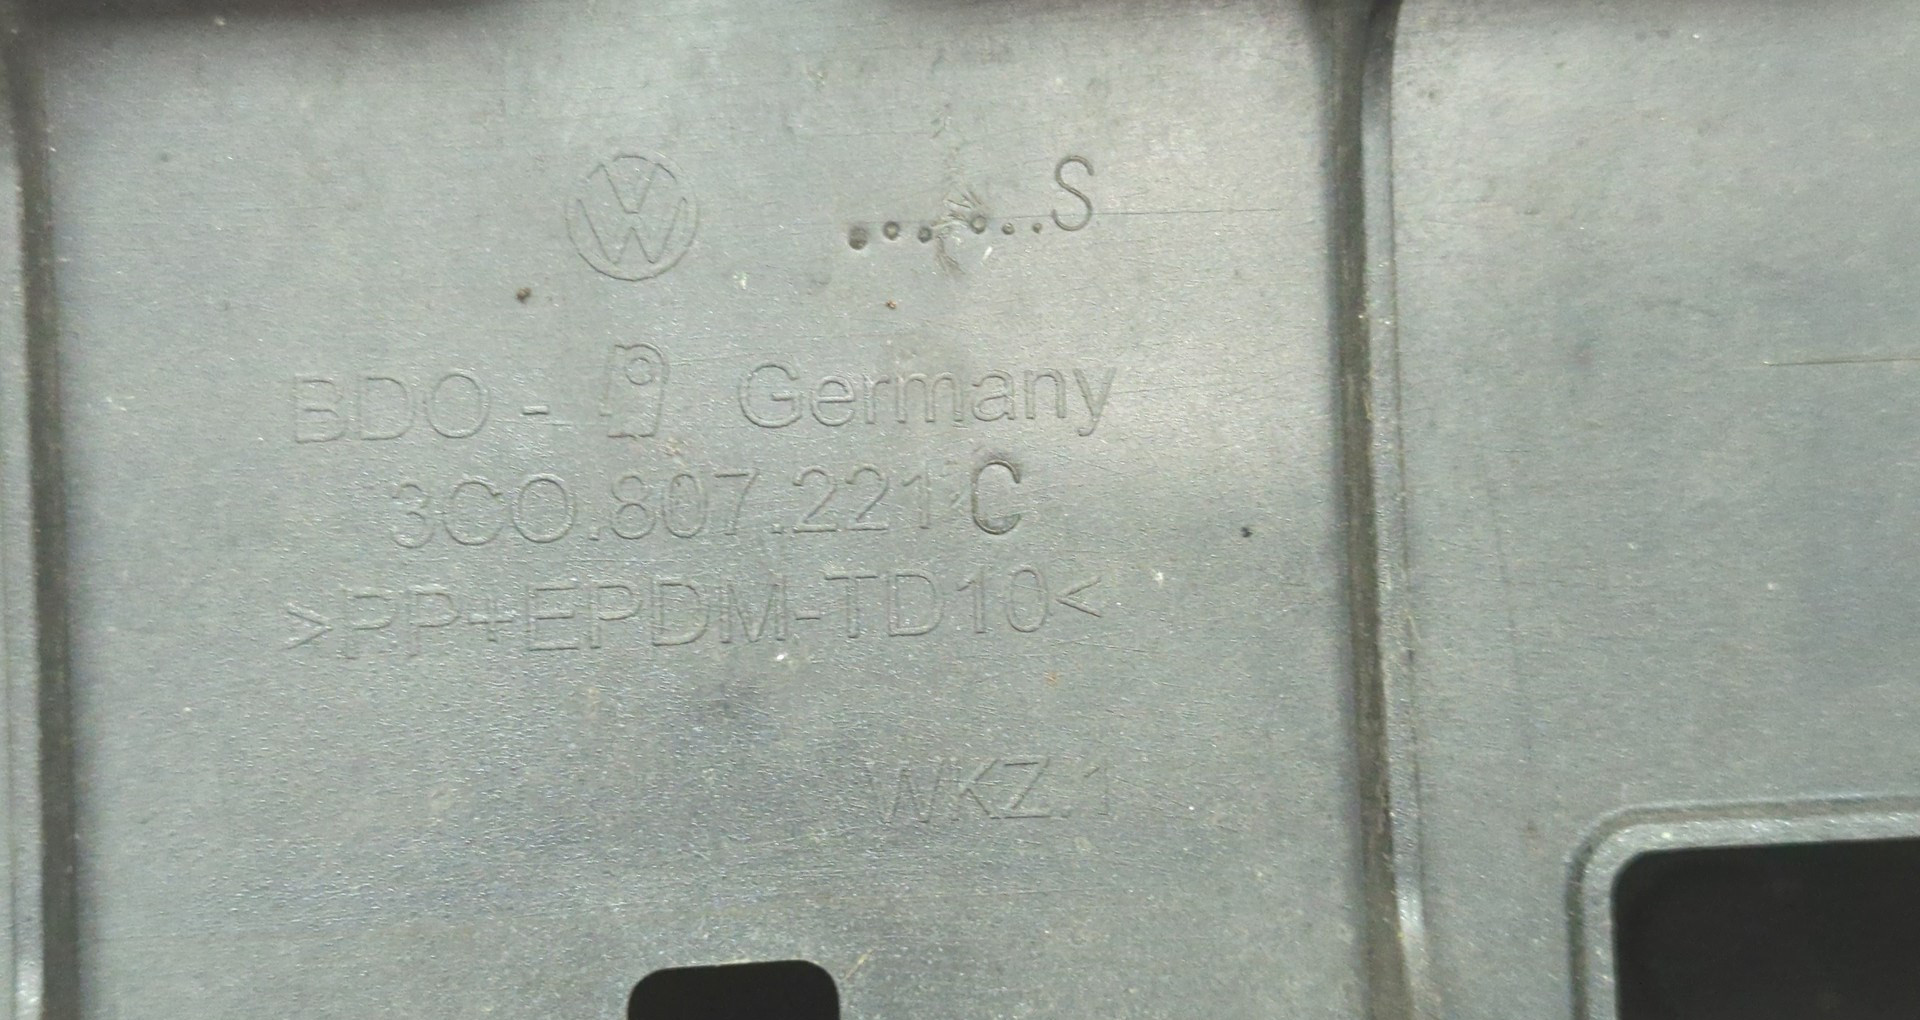 .......S
BDO - Germany
3C0.807.221 C
>PP+EPDM-TD10<
WKZ.1